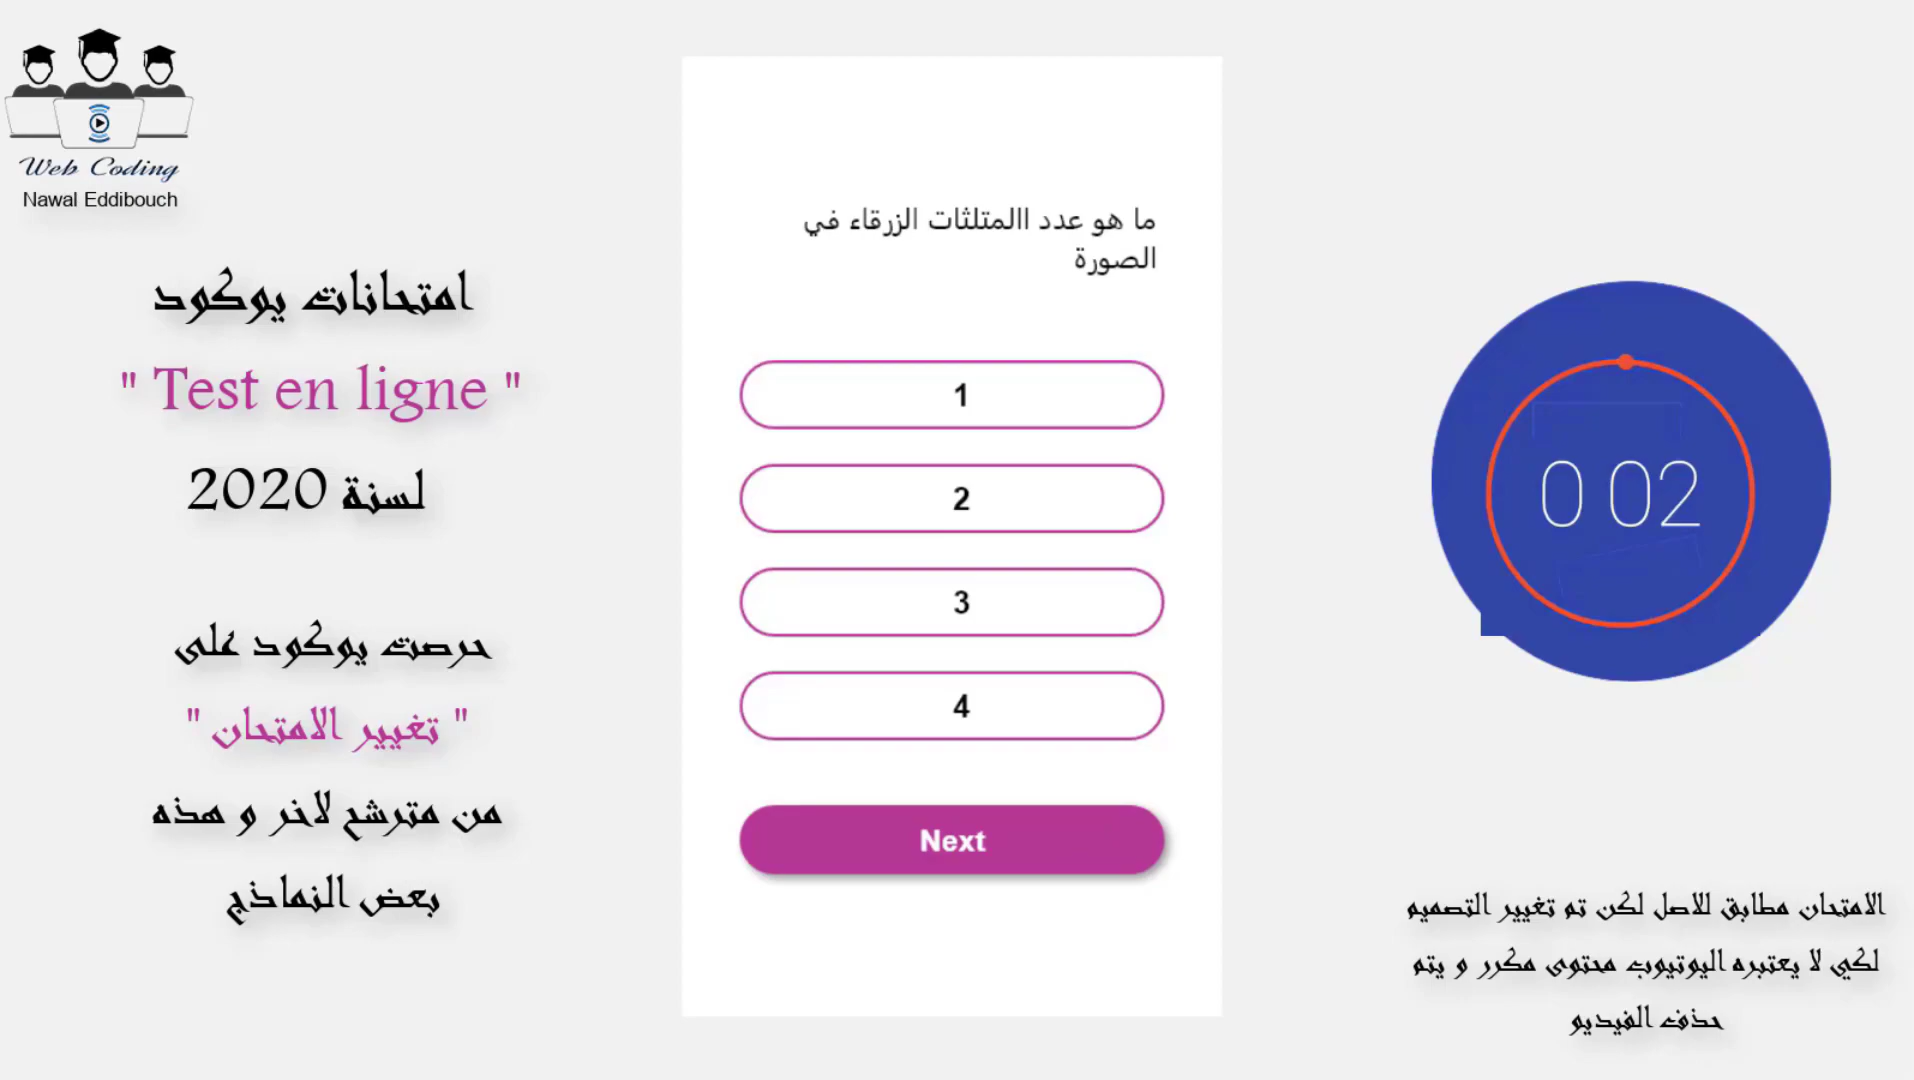 Web Coding
Nawal Eddibouch
امتحانات يوكود
" Test en ligne "
لسنة 2020
حرصت يوكود على
" تغيير الامتحان "
من مترشح لاخر و هذه
بعض النماذج
ما هو عدد االمتلثات الزرقاء في
الصورة
1
2
3
4
Next
0 02
الامتحان مطابق للاصل لكن تم تغيير التصميم
لكي لا يعتبره اليوتيوب محتوى مكرر و يتم
حذف الفيديو